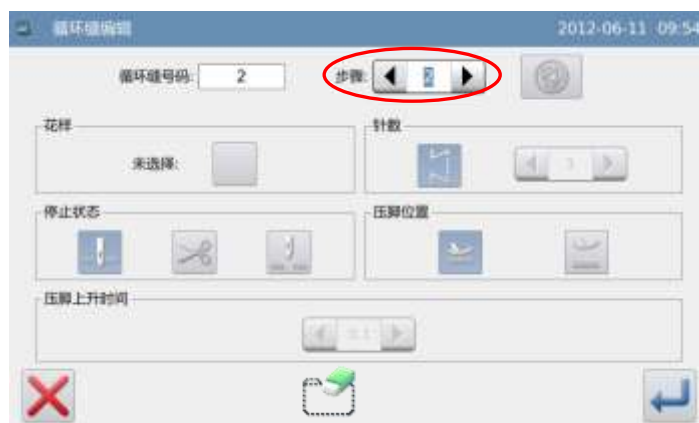 循环缝编辑 2012-06-11 09:54
循环缝号码: 2 步骤: 2
花样 针数
未选择: 3
停止状态 压脚位置
压脚上升时间